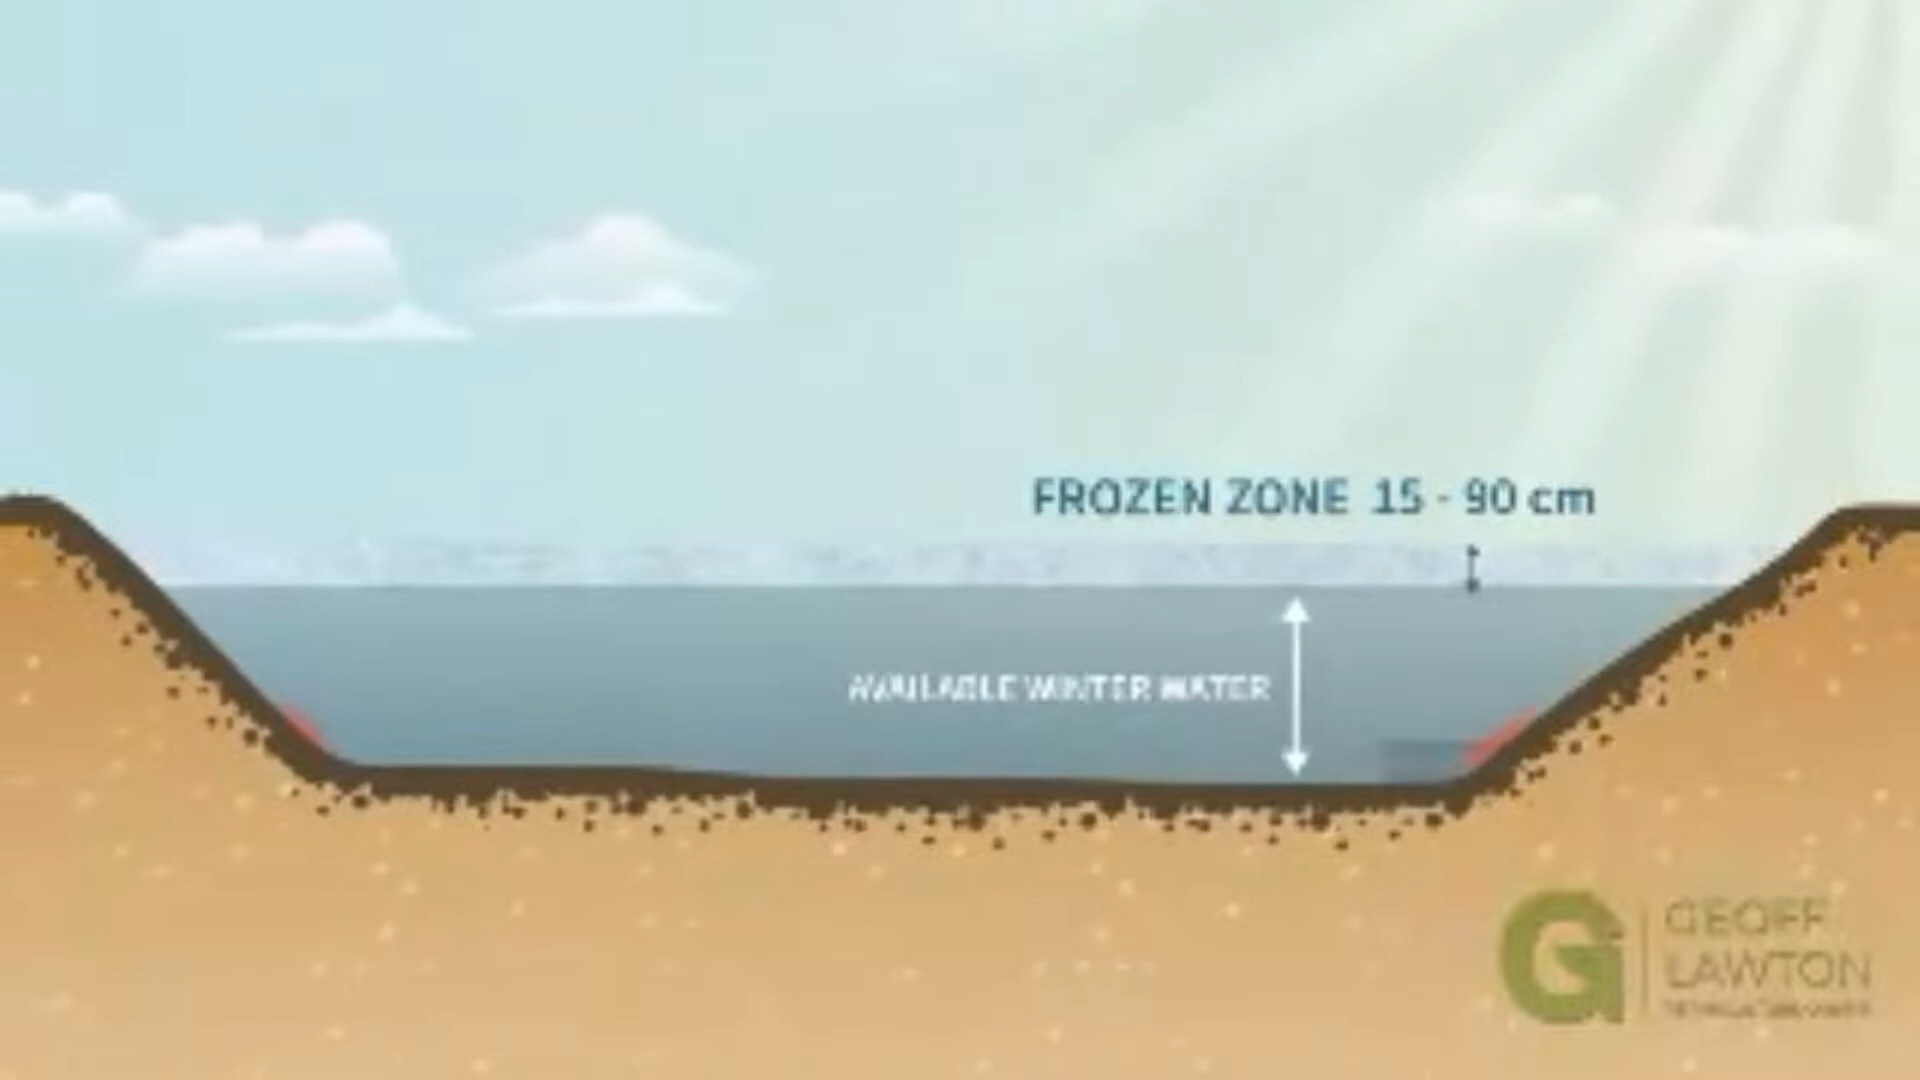 FROZEN ZONE 15 - 90 cm
AVAILABLE WINTER WATER
GEOFF
LAWTON